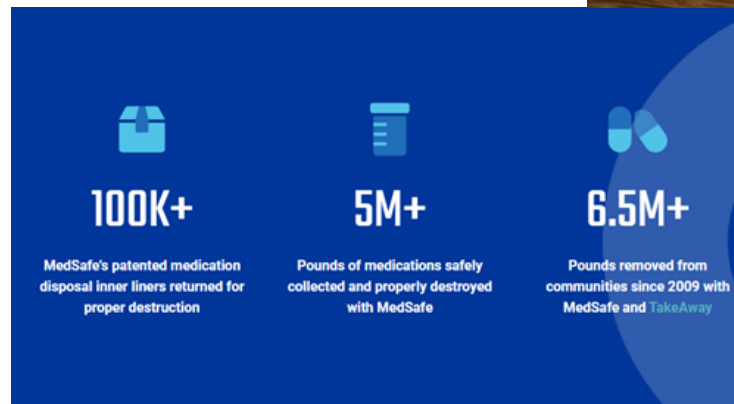 100K+
MedSafe's patented medication
disposal inner liners returned for
proper destruction
5M+
Pounds of medications safely
collected and properly destroyed
with MedSafe
6.5M+
Pounds removed from
communities since 2009 with
MedSafe and TakeAway